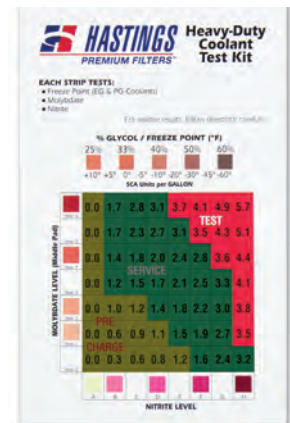 HASTINGS
PREMIUM FILTERS™
Heavy-Duty
Coolant
Test Kit
EACH STRIP TESTS:
• Freeze Point (EG & PG Coolants)
• Molybdate
• Nitrite
For reliable results, follow directions carefully.
% GLYCOL / FREEZE POINT (°F)
25% 33% 40% 50% 60%
+10° +5° 0° -5° -10° -20° -30° -45° -60°
SCA Units per GALLON
MOLYBDATE LEVEL (Middle Pad)
0.0 1.7 2.8 3.1 3.7 4.1 4.9 5.7
TEST
0.0 1.7 2.3 2.7 3.1 3.5 4.3 5.1
0.0 1.4 1.8 2.0 2.4 2.8 3.6 4.4
SERVICE
0.0 1.2 1.5 1.7 2.1 2.5 3.3 4.1
0.0 1.0 1.2 1.4 1.8 2.2 3.0 3.8
PRE
0.0 0.6 0.9 1.1 1.5 1.9 2.7 3.5
CHARGE
0.0 0.3 0.6 0.8 1.2 1.6 2.4 3.2
A B C D E F G H
NITRITE LEVEL